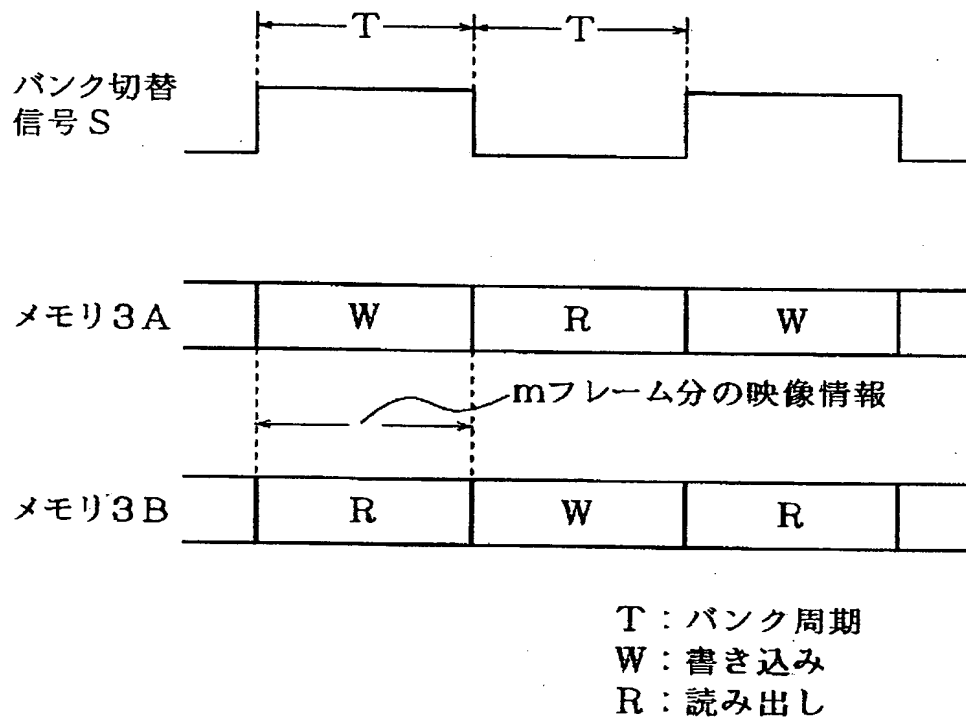 T T
バンク切替
信号S
メモリ3A W R W
mフレーム分の映像情報
メモリ3B R W R
T:バンク周期
W:書き込み
R:読み出し